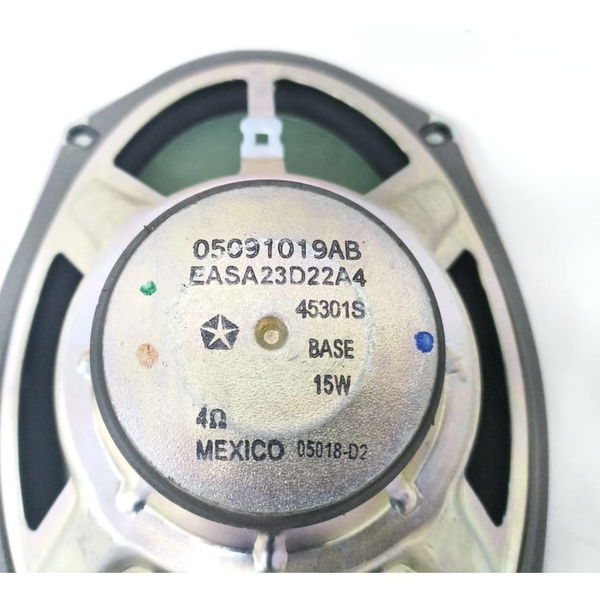 05091019AB
EASA23D22A4
45301S
BASE
15W
4Ω
MEXICO 05018-D2